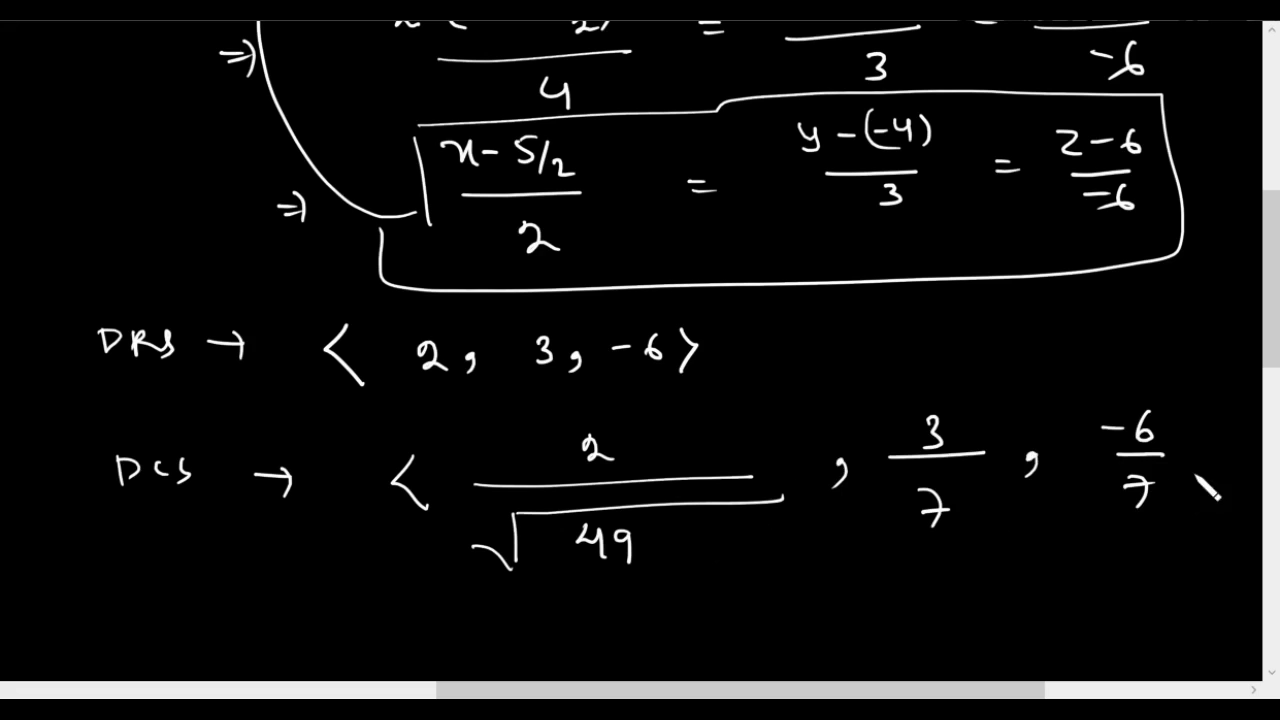 => 2) / 4 = / 3 = / -6
=> x - 5/2 / 2 = y - (-4) / 3 = z - 6 / -6
DRS → < 2, 3, -6>
DCS → < 2 / √49 , 3 / 7 , -6 / 7